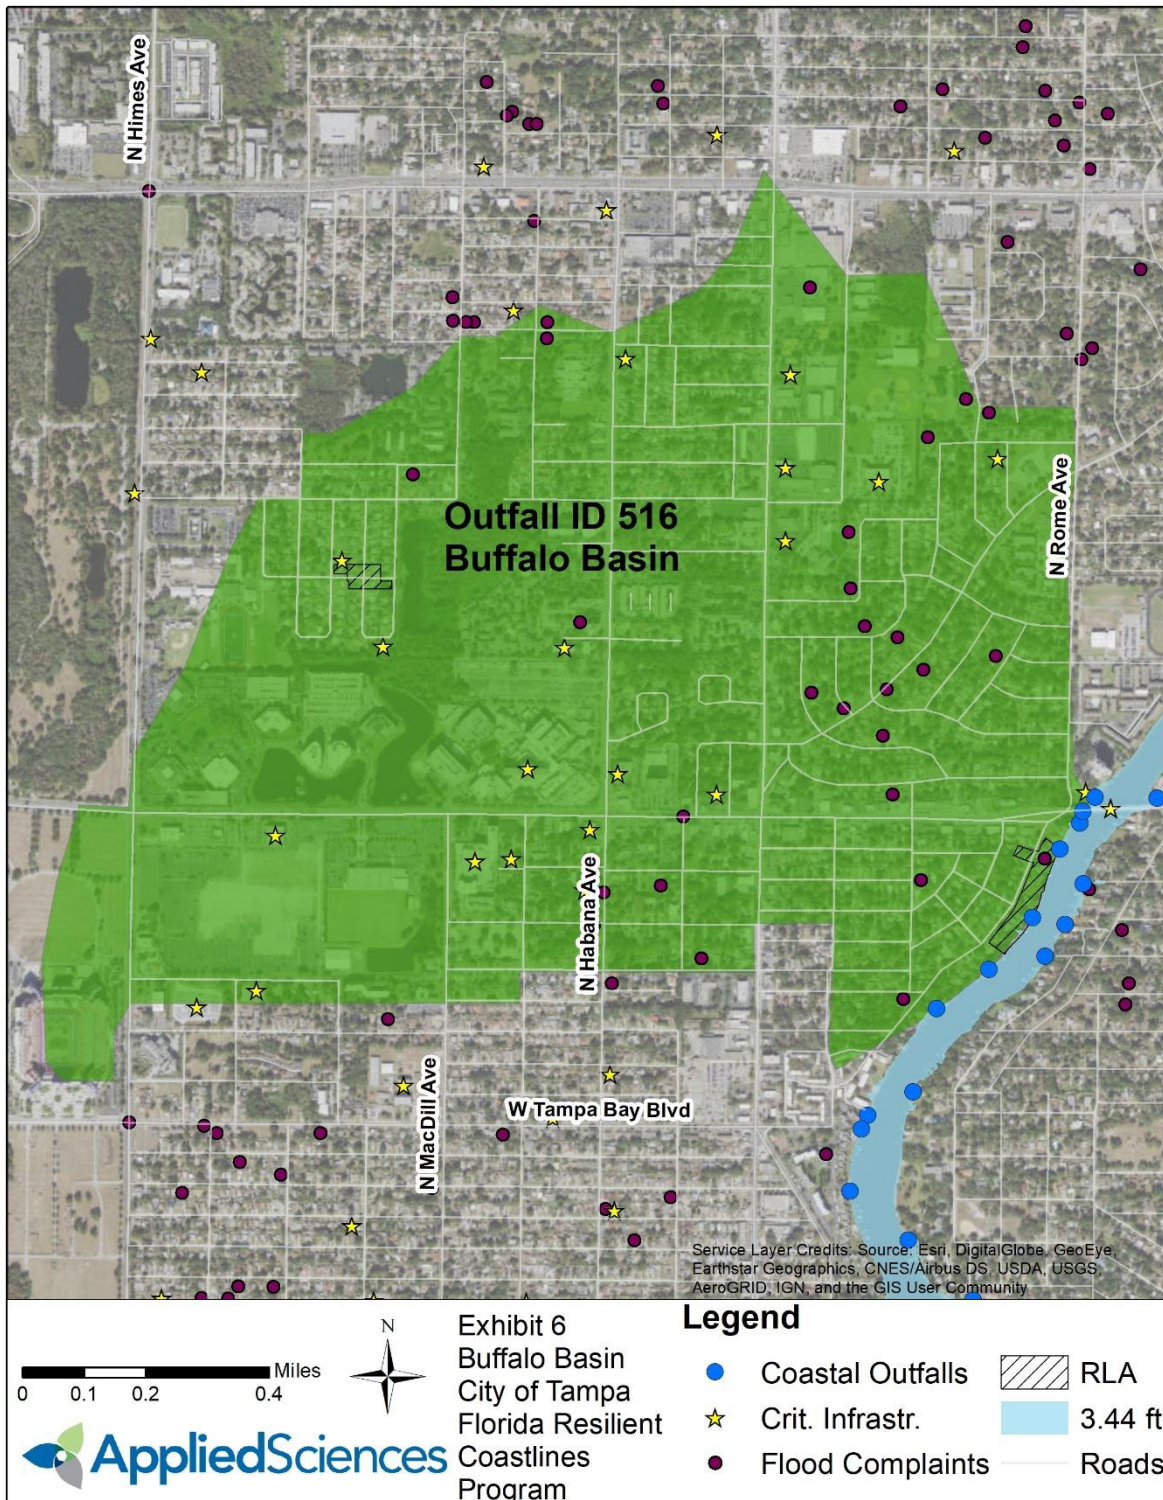 N Himes Ave
Outfall ID 516
Buffalo Basin
N Rome Ave
N Habana Ave
N MacDill Ave
W Tampa Bay Blvd
Service Layer Credits: Source: Esri, DigitalGlobe, GeoEye,
Earthstar Geographics, CNES/Airbus DS, USDA, USGS,
AeroGRID, IGN, and the GIS User Community
Miles
0 0.1 0.2 0.4
AppliedSciences
N
Exhibit 6
Buffalo Basin
City of Tampa
Florida Resilient
Coastlines
Program
Legend
Coastal Outfalls
Crit. Infrastr.
Flood Complaints
RLA
3.44 ft
Roads